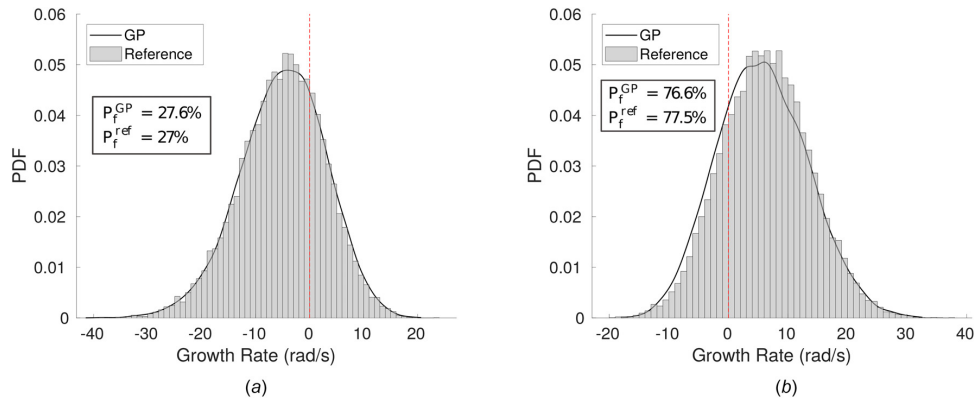 0.06
0.05
0.04
0.03
0.02
0.01
0
PDF
GP
Reference
P_f^GP = 27.6%
P_f^ref = 27%
-40 -30 -20 -10 0 10 20
Growth Rate (rad/s)
(a)
0.06
0.05
0.04
0.03
0.02
0.01
0
PDF
GP
Reference
P_f^GP = 76.6%
P_f^ref = 77.5%
-20 -10 0 10 20 30 40
Growth Rate (rad/s)
(b)